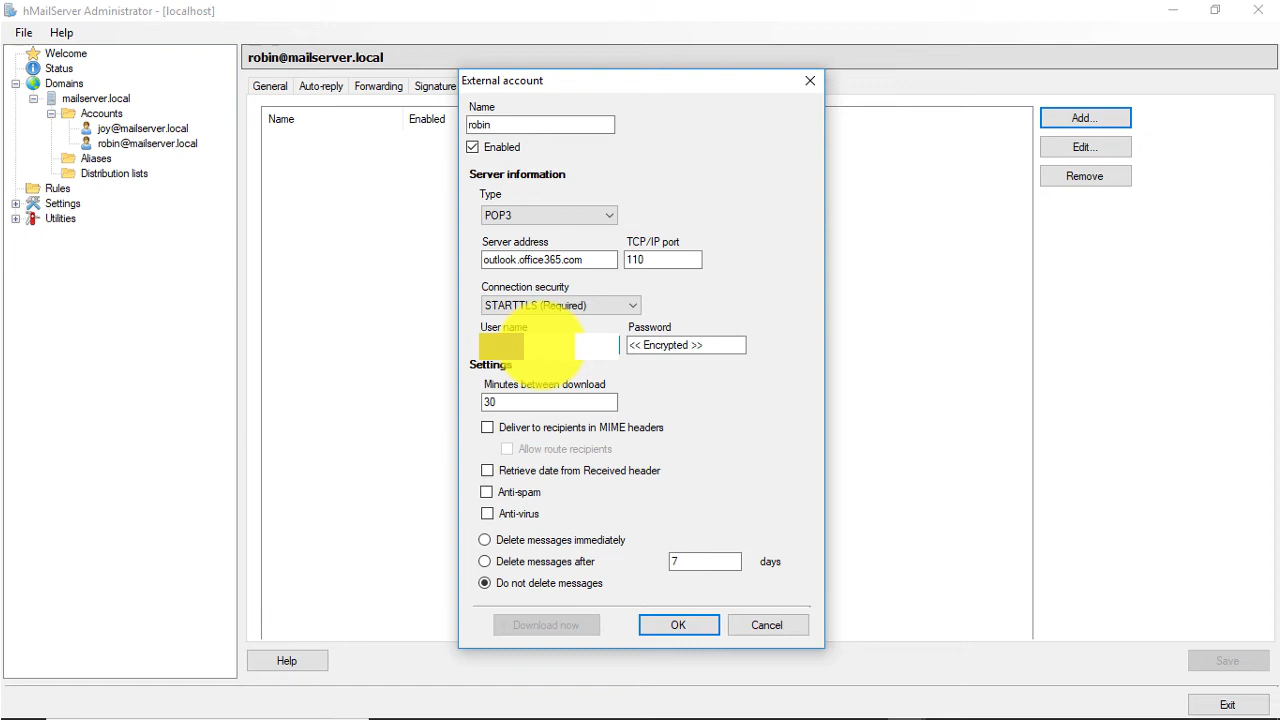 hMailServer Administrator - [localhost]
File Help
Welcome
Status
Domains
mailserver.local
Accounts
joy@mailserver.local
robin@mailserver.local
Aliases
Distribution lists
Rules
Settings
Utilities
robin@mailserver.local
General Auto-reply Forwarding Signature
Name Enabled
Add...
Edit...
Remove
External account
Name
robin
Enabled
Server information
Type
POP3
Server address TCP/IP port
outlook.office365.com 110
Connection security
STARTTLS (Required)
User name Password
<< Encrypted >>
Settings
Minutes between download
30
Deliver to recipients in MIME headers
Allow route recipients
Retrieve date from Received header
Anti-spam
Anti-virus
Delete messages immediately
Delete messages after 7 days
Do not delete messages
Download now OK Cancel
Help Save
Exit